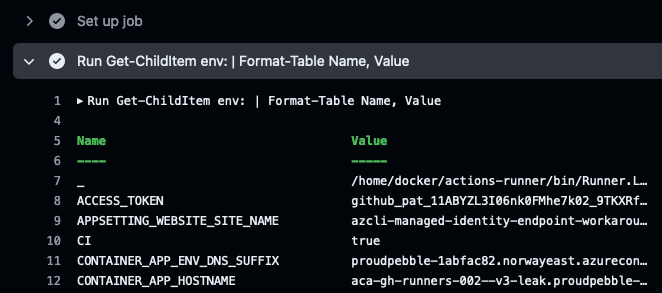 Set up job
Run Get-ChildItem env: | Format-Table Name, Value
1 Run Get-ChildItem env: | Format-Table Name, Value
4
5 Name Value
6 ---- -----
7 _ /home/docker/actions-runner/bin/Runner.L…
8 ACCESS_TOKEN github_pat_11ABYZL3I06nk0FMhe7k02_9TKXRf…
9 APPSETTING_WEBSITE_SITE_NAME azcli-managed-identity-endpoint-workarou…
10 CI true
11 CONTAINER_APP_ENV_DNS_SUFFIX proudpebble-1abfac82.norwayeast.azurecon…
12 CONTAINER_APP_HOSTNAME aca-gh-runners-002--v3-leak.proudpebble-…